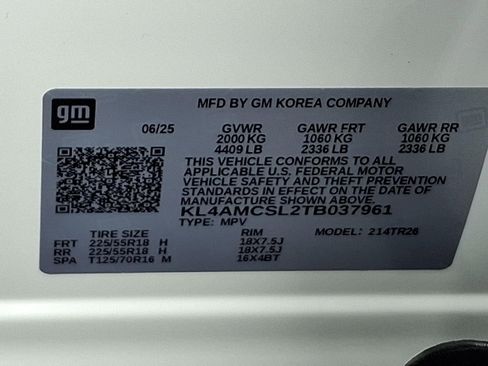 gm
MFD BY GM KOREA COMPANY
06/25 GVWR GAWR FRT GAWR RR
2000 KG 1060 KG 1060 KG
4409 LB 2336 LB 2336 LB
THIS VEHICLE CONFORMS TO ALL
APPLICABLE U.S. FEDERAL MOTOR
VEHICLE SAFETY AND THEFT PREVENTION
STANDARDS IN EFFECT ON THE DATE OF
MANUFACTURE SHOWN ABOVE.
KL4AMCSL2TB037961
TYPE: MPV MODEL: 214TR26
TIRE SIZE RIM
FRT 225/55R18 H 18X7.5J
RR 225/55R18 H 18X7.5J
SPA T125/70R16 M 16X4BT